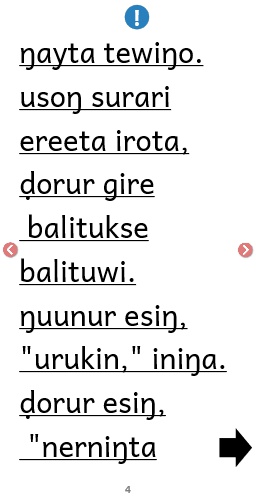 ŋayta tewiŋo.
usoŋ surari
ereeta irota,
ḍorur gire
balitukse
balituwi.
ŋuunur esiŋ,
"urukin," iniŋa.
ḍorur esiŋ,
"nerniŋta
4